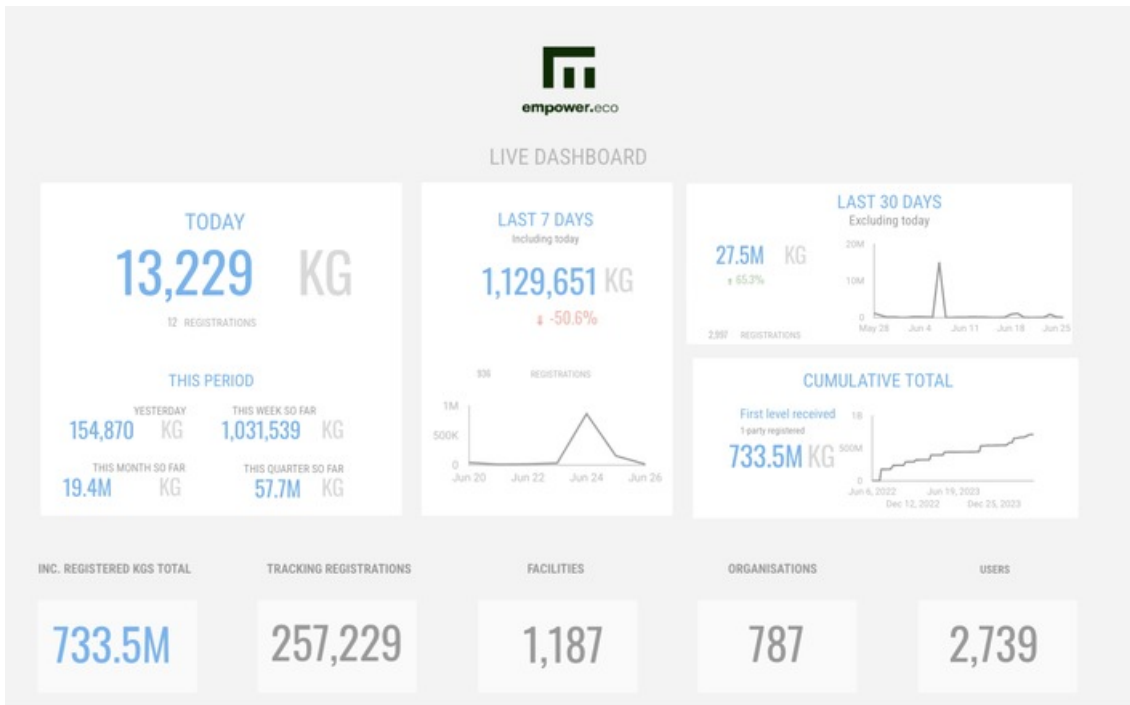 empower.eco
LIVE DASHBOARD
TODAY
13,229 KG
12 REGISTRATIONS
THIS PERIOD
YESTERDAY
154,870 KG
THIS WEEK SO FAR
1,031,539 KG
THIS MONTH SO FAR
19.4M KG
THIS QUARTER SO FAR
57.7M KG
LAST 7 DAYS
Including today
1,129,651 KG
-50.6%
936 REGISTRATIONS
1M
500K
0
Jun 20 Jun 22 Jun 24 Jun 26
LAST 30 DAYS
Excluding today
27.5M KG
65.3%
2,997 REGISTRATIONS
20M
10M
0
May 28 Jun 4 Jun 11 Jun 18 Jun 25
CUMULATIVE TOTAL
First level received
1-party registered
733.5M KG
1B
500M
0
Jun 6, 2022 Jun 19, 2023
Dec 12, 2022 Dec 25, 2023
INC. REGISTERED KGS TOTAL
733.5M
TRACKING REGISTRATIONS
257,229
FACILITIES
1,187
ORGANISATIONS
787
USERS
2,739